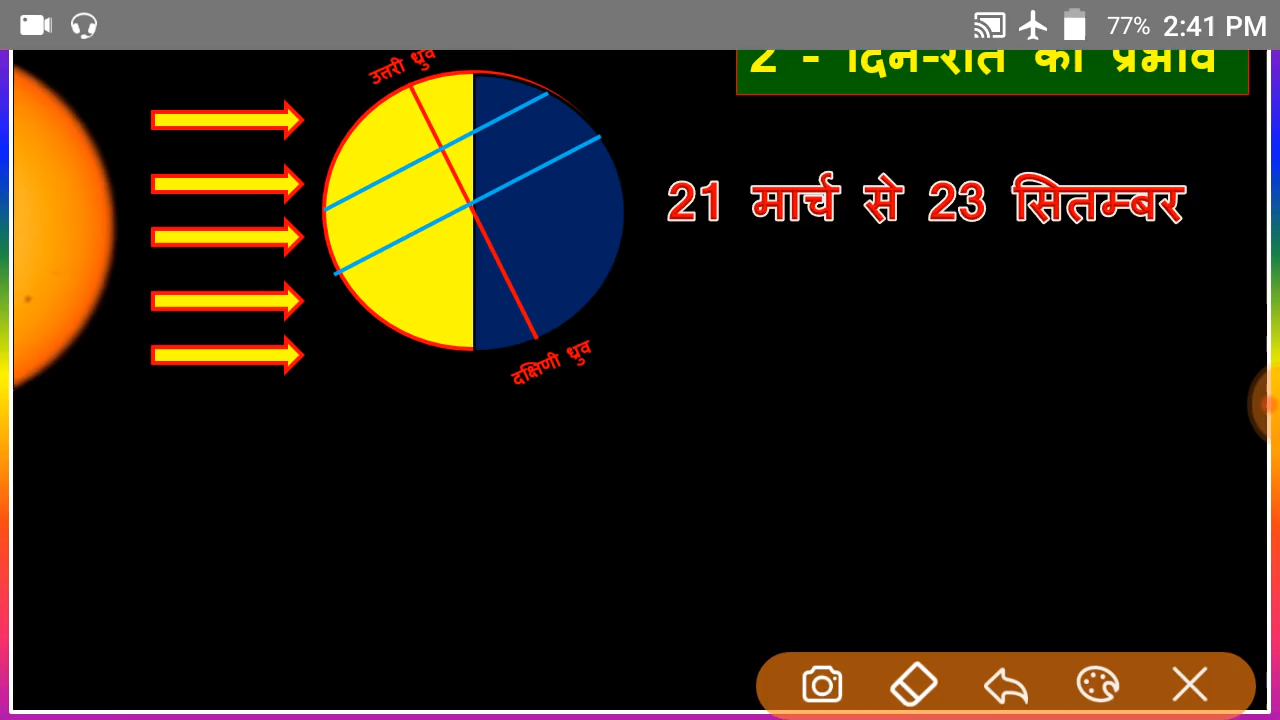 77% 2:41 PM
2 - दिन-रात का प्रभाव
उत्तरी ध्रुव
21 मार्च से 23 सितम्बर
दक्षिणी ध्रुव